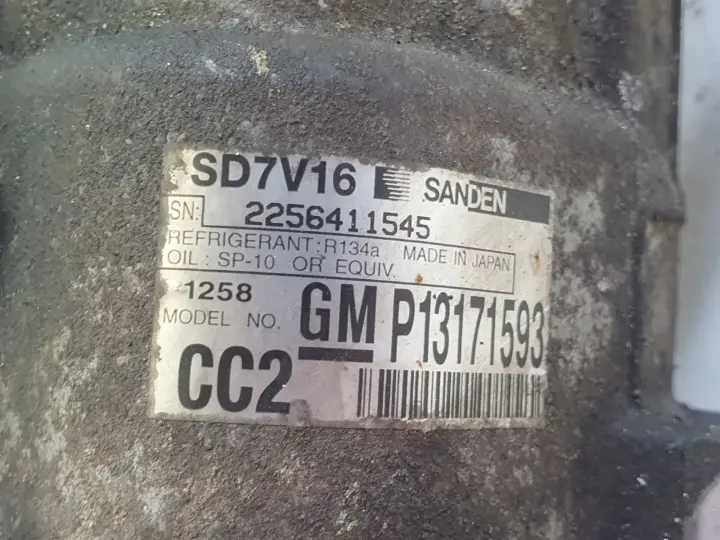 SD7V16 SANDEN
SN: 2256411545
REFRIGERANT: R134a MADE IN JAPAN
OIL : SP-10 OR EQUIV.
1258
MODEL NO. GM P13171593
CC2